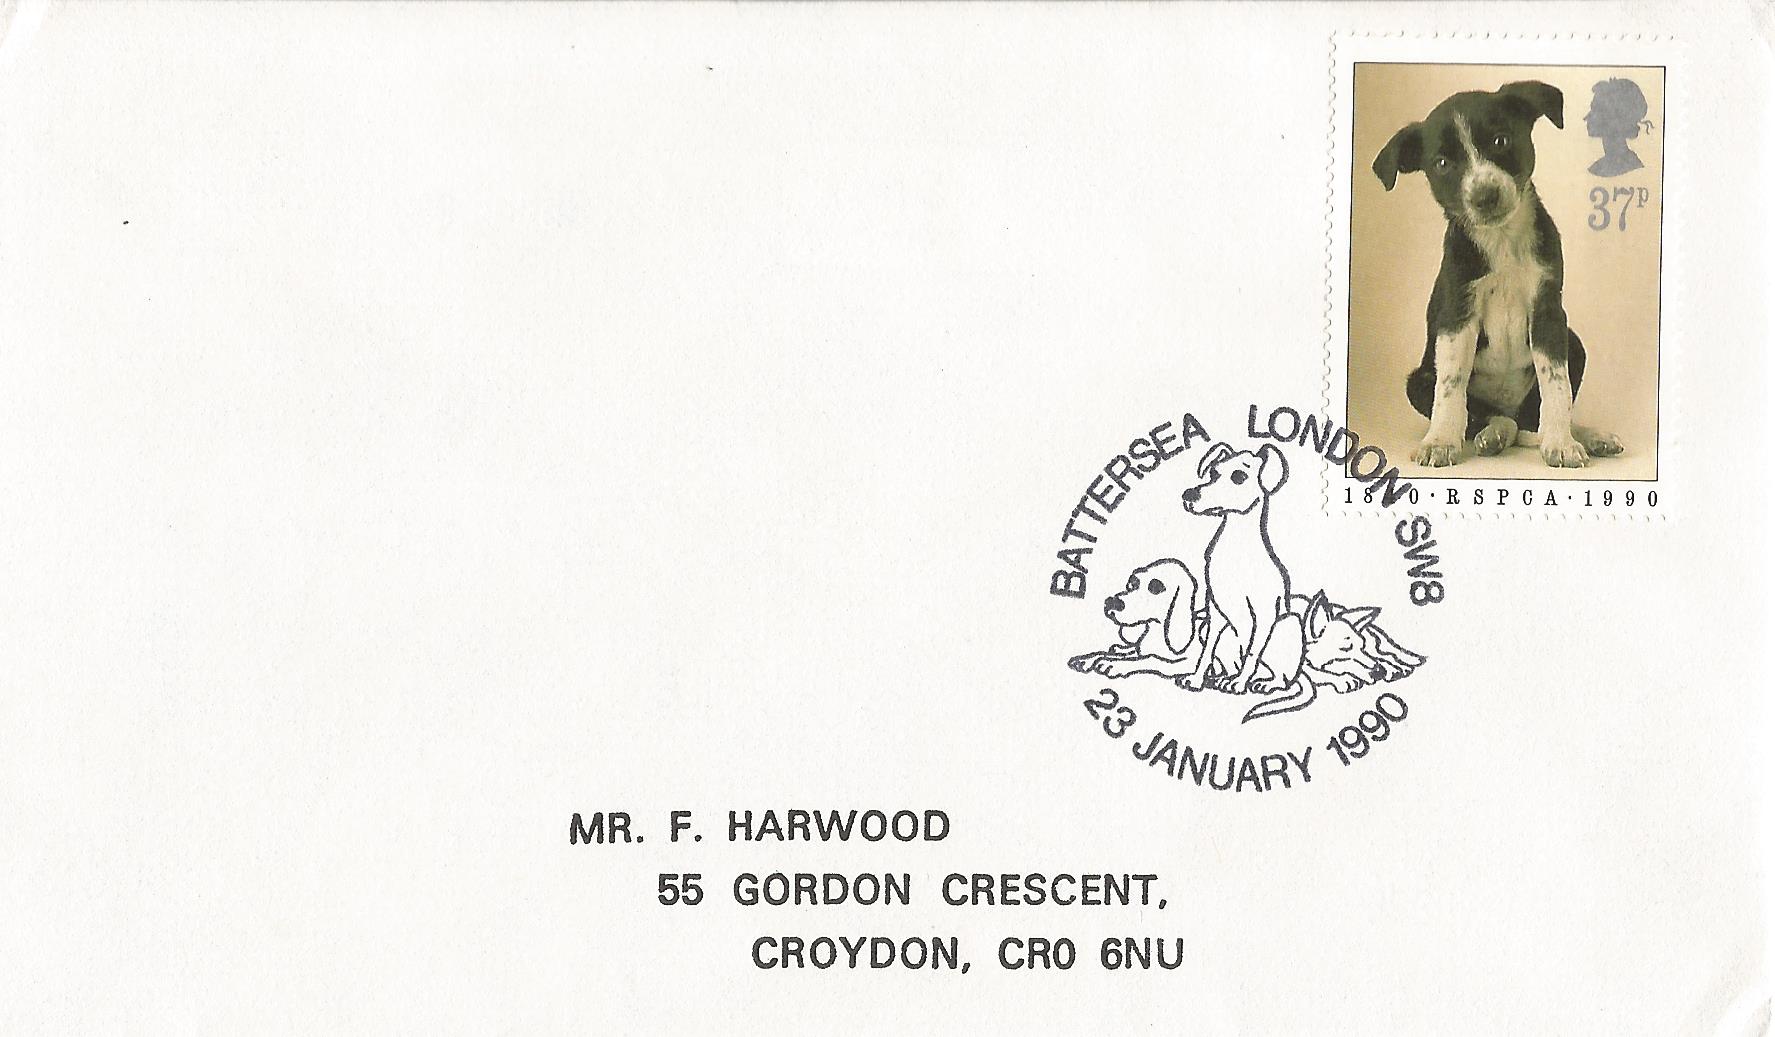 37p
1840·RSPCA·1990
BATTERSEA LONDON SW8
23 JANUARY 1990
MR. F. HARWOOD
55 GORDON CRESCENT,
CROYDON, CR0 6NU